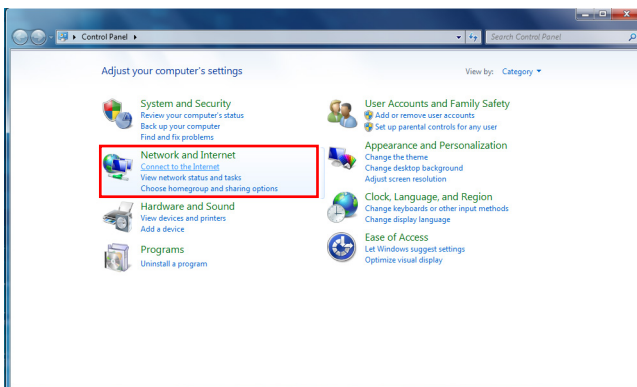 Control Panel
Search Control Panel
Adjust your computer's settings
View by: Category
System and Security
Review your computer's status
Back up your computer
Find and fix problems
Network and Internet
Connect to the Internet
View network status and tasks
Choose homegroup and sharing options
Hardware and Sound
View devices and printers
Add a device
Programs
Uninstall a program
User Accounts and Family Safety
Add or remove user accounts
Set up parental controls for any user
Appearance and Personalization
Change the theme
Change desktop background
Adjust screen resolution
Clock, Language, and Region
Change keyboards or other input methods
Change display language
Ease of Access
Let Windows suggest settings
Optimize visual display